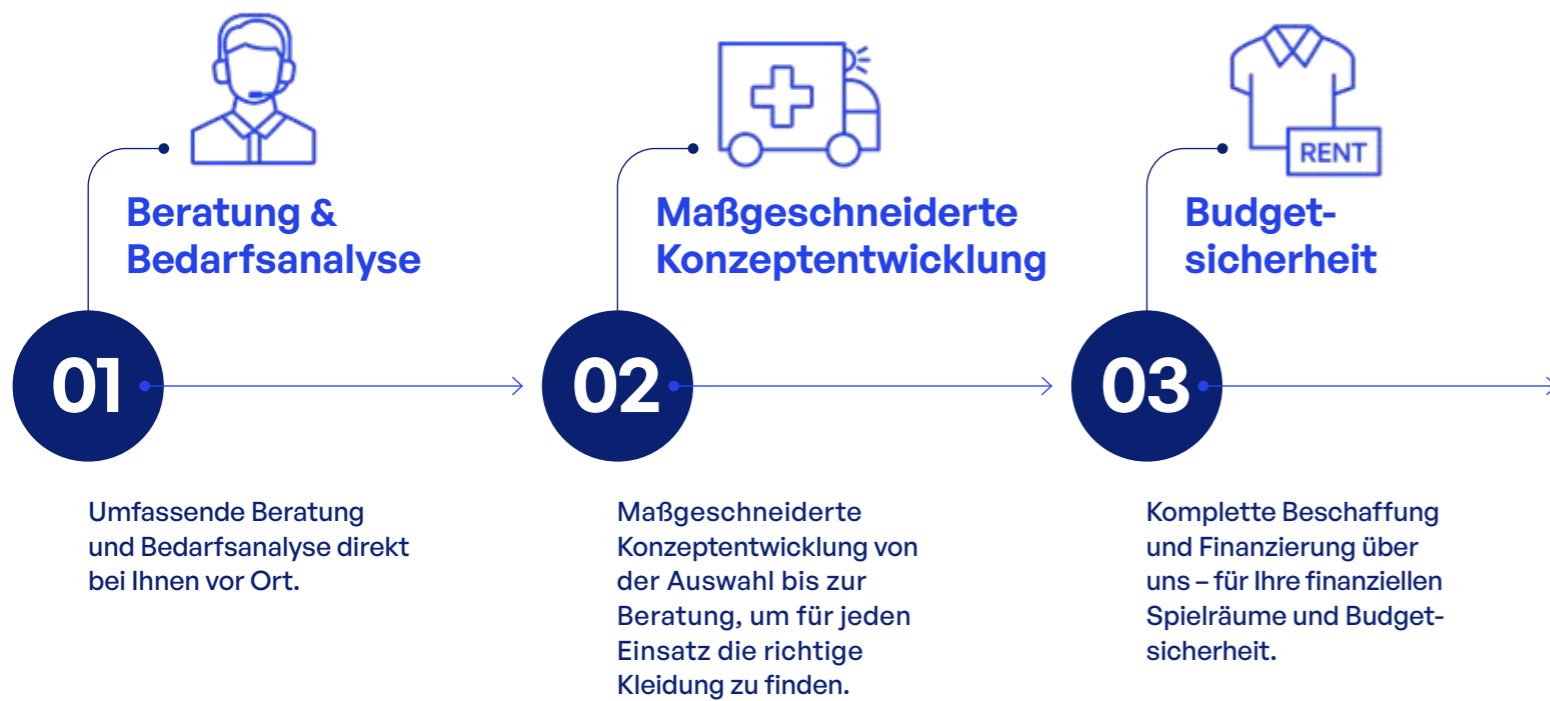 RENT
Beratung &
Bedarfsanalyse
01
Umfassende Beratung
und Bedarfsanalyse direkt
bei Ihnen vor Ort.
Maßgeschneiderte
Konzeptentwicklung
02
Maßgeschneiderte
Konzeptentwicklung von
der Auswahl bis zur
Beratung, um für jeden
Einsatz die richtige
Kleidung zu finden.
Budget-
sicherheit
03
Komplette Beschaffung
und Finanzierung über
uns – für Ihre finanziellen
Spielräume und Budget-
sicherheit.